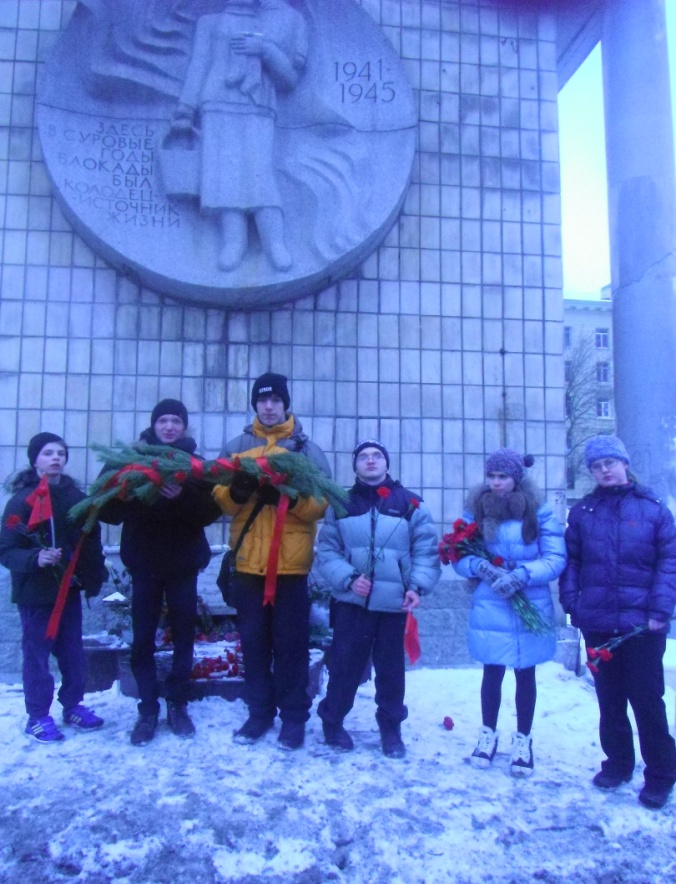 1941-
1945
ЗДЕСЬ
В СУРОВЫЕ
ГОДЫ
БЛОКАДЫ
БЫЛ
КОЛОДЕЦ-
ИСТОЧНИК
ЖИЗНИ